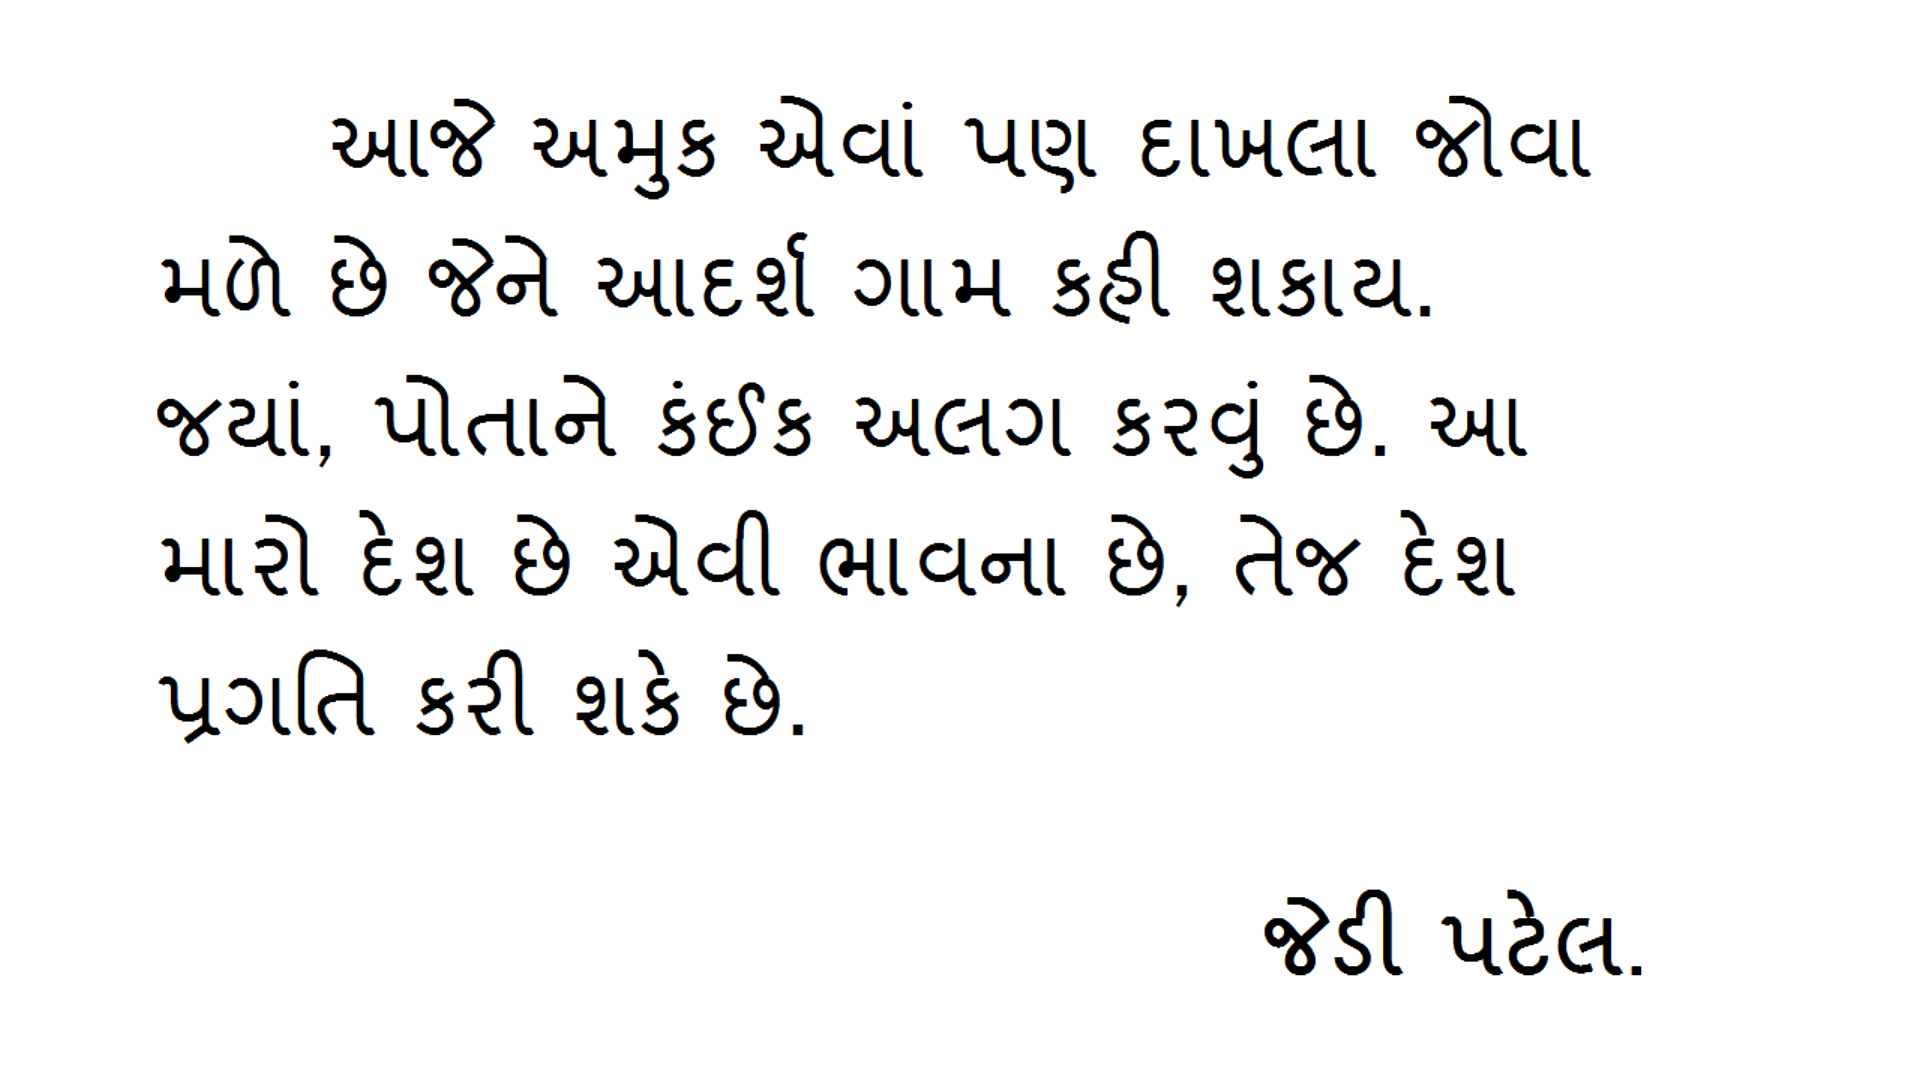 આજે અમુક એવાં પણ દાખલા જોવા
મળે છે જેને આદર્શ ગામ કહી શકાય.
જયાં, પોતાને કંઈક અલગ કરવું છે. આ
મારો દેશ છે એવી ભાવના છે, તેજ દેશ
પ્રગતિ કરી શકે છે.
જેડી પટેલ.